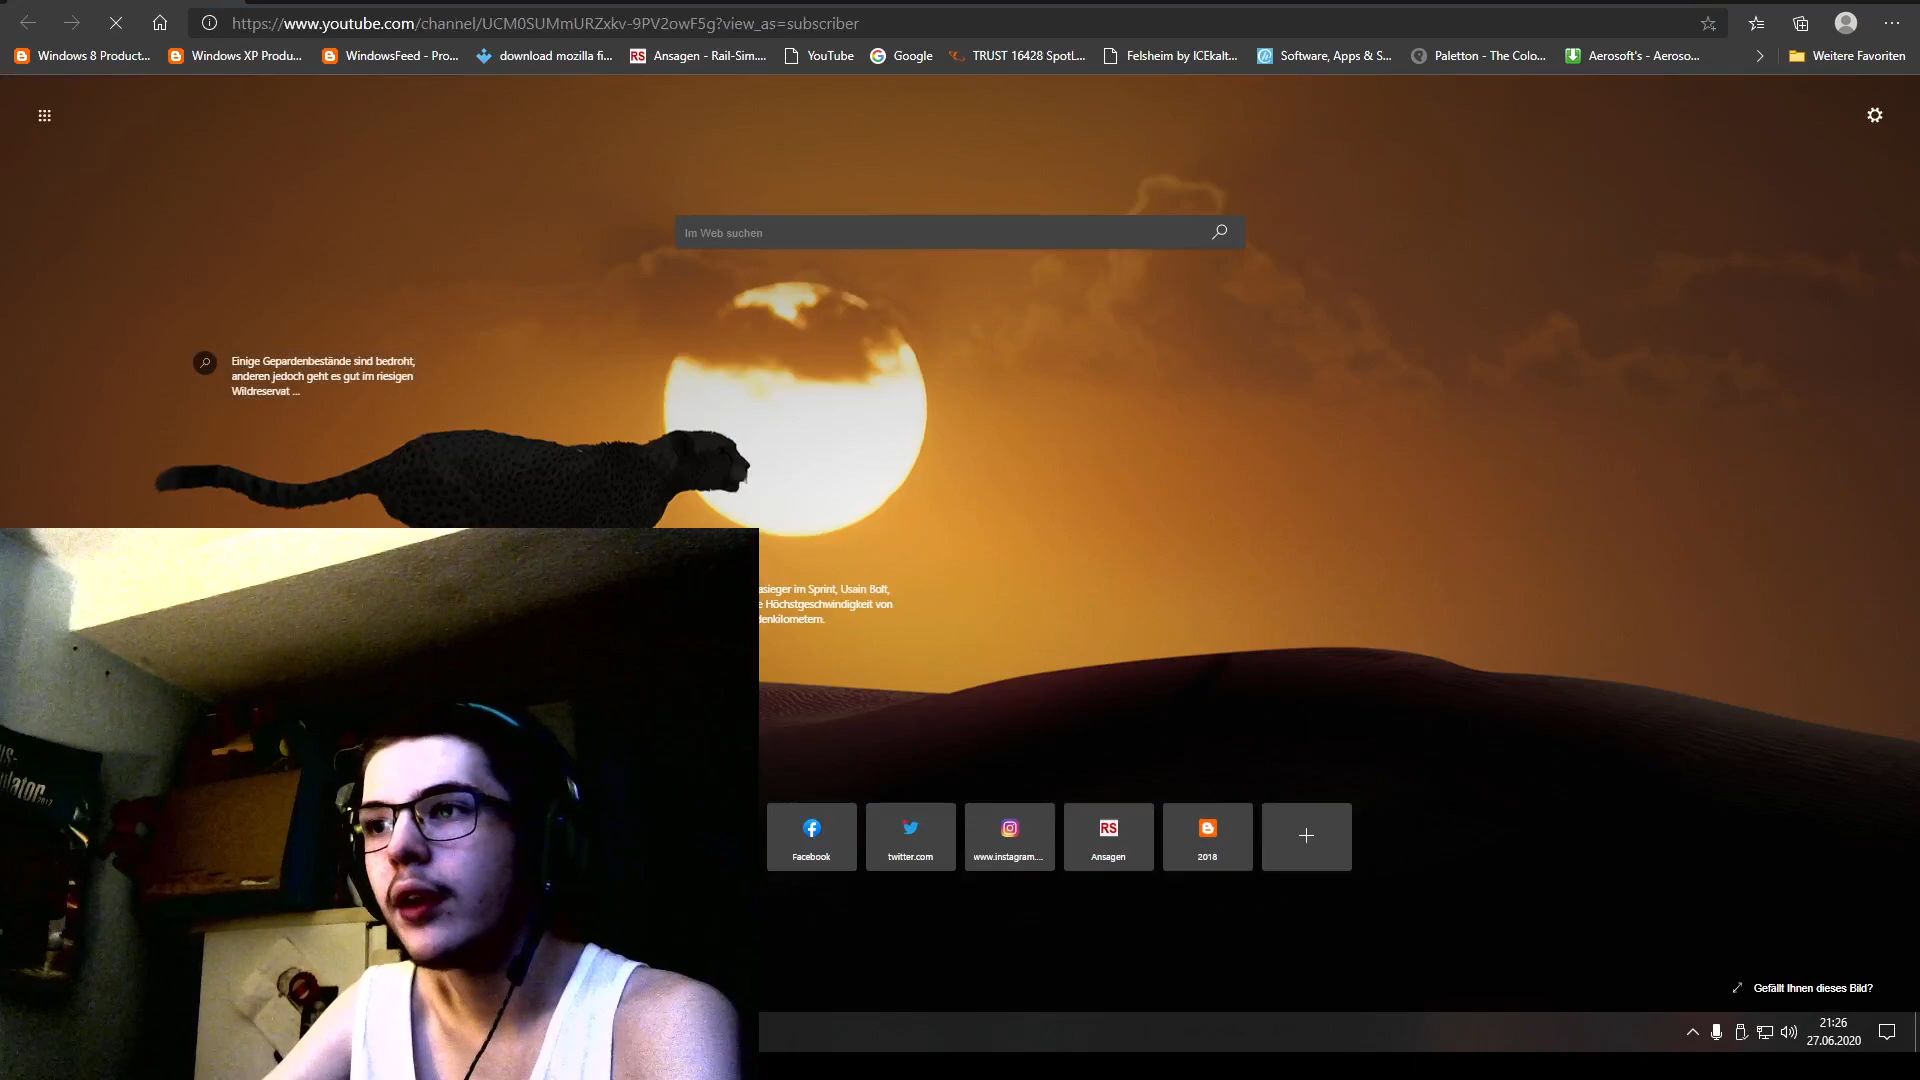 https://www.youtube.com/channel/UCM0SUMmURZxkv-9PV2owF5g?view_as=subscriber
Windows 8 Product...
Windows XP Produ...
WindowsFeed - Pro...
download mozilla fi...
Ansagen - Rail-Sim....
YouTube
Google
TRUST 16428 SpotL...
Felsheim by ICEkalt...
Software, Apps & S...
Paletton - The Colo...
Aerosoft's - Aeroso...
Weitere Favoriten
Im Web suchen
Einige Gepardenbestände sind bedroht,
anderen jedoch geht es gut im riesigen
Wildreservat ...
asieger im Sprint, Usain Bolt,
e Höchstgeschwindigkeit von
denkilometern.
2017
RS
Facebook
twitter.com
www.instagram....
Ansagen
2018
Gefällt Ihnen dieses Bild?
21:26
27.06.2020